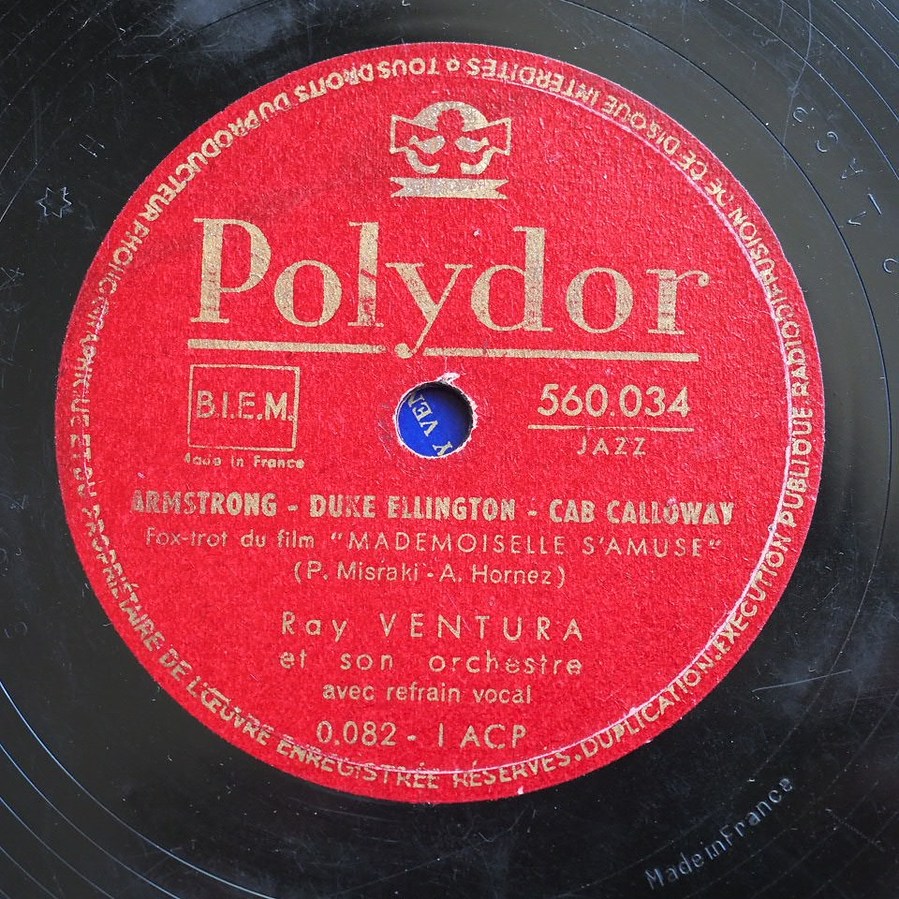 Polydor
B.I.E.M.
Made in France
560.034
JAZZ
ARMSTRONG - DUKE ELLINGTON - CAB CALLOWAY
Fox-trot du film "MADEMOISELLE S'AMUSE"
(P. Misraki - A. Hornez)
Ray VENTURA
et son orchestre
avec refrain vocal
0.082 - 1 ACP
TOUS DROITS DU PRODUCTEUR PHONOGRAPHIQUE ET DU PROPRIÉTAIRE DE L'ŒUVRE ENREGISTRÉE RÉSERVÉS. DUPLICATION. EXÉCUTION PUBLIQUE. RADIODIFFUSION DE CE DISQUE INTERDITES
Y VEN
Made in France